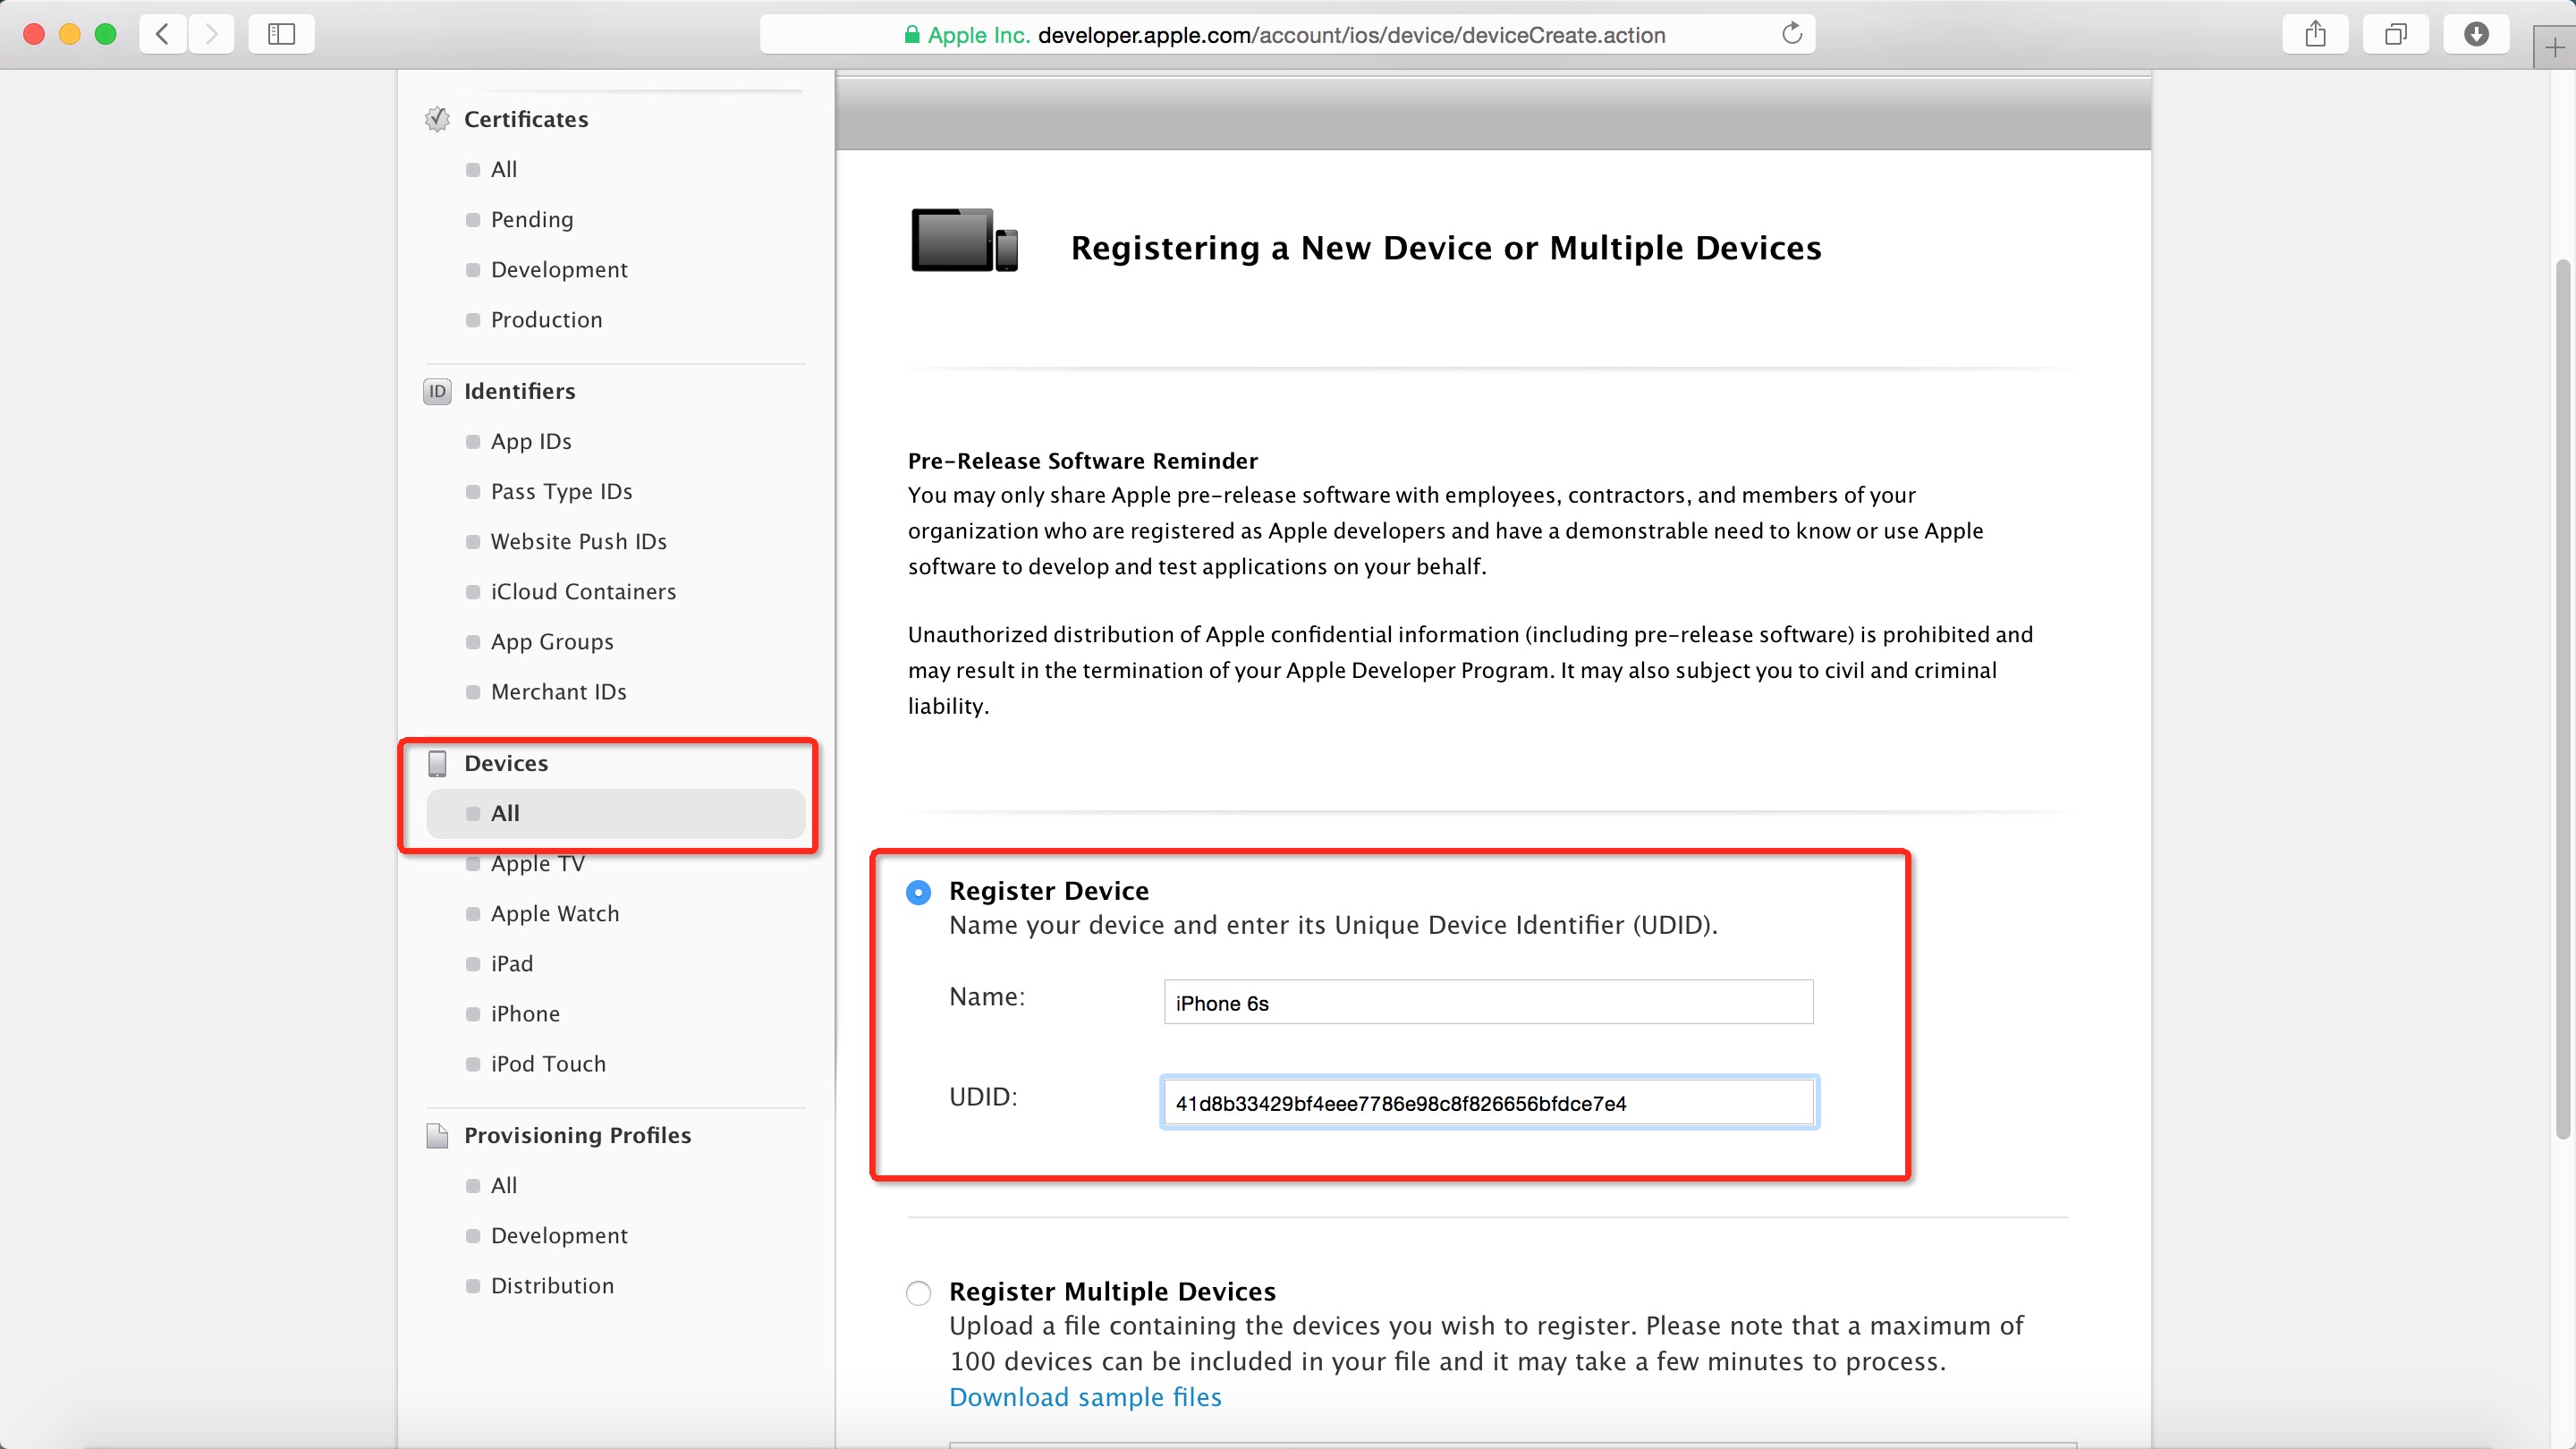 Apple Inc. developer.apple.com/account/ios/device/deviceCreate.action
Certificates
All
Pending
Development
Production
ID Identifiers
App IDs
Pass Type IDs
Website Push IDs
iCloud Containers
App Groups
Merchant IDs
Devices
All
Apple TV
Apple Watch
iPad
iPhone
iPod Touch
Provisioning Profiles
All
Development
Distribution
Registering a New Device or Multiple Devices
Pre-Release Software Reminder
You may only share Apple pre-release software with employees, contractors, and members of your
organization who are registered as Apple developers and have a demonstrable need to know or use Apple
software to develop and test applications on your behalf.
Unauthorized distribution of Apple confidential information (including pre-release software) is prohibited and
may result in the termination of your Apple Developer Program. It may also subject you to civil and criminal
liability.
Register Device
Name your device and enter its Unique Device Identifier (UDID).
Name: iPhone 6s
UDID: 41d8b33429bf4eee7786e98c8f826656bfdce7e4
Register Multiple Devices
Upload a file containing the devices you wish to register. Please note that a maximum of
100 devices can be included in your file and it may take a few minutes to process.
Download sample files